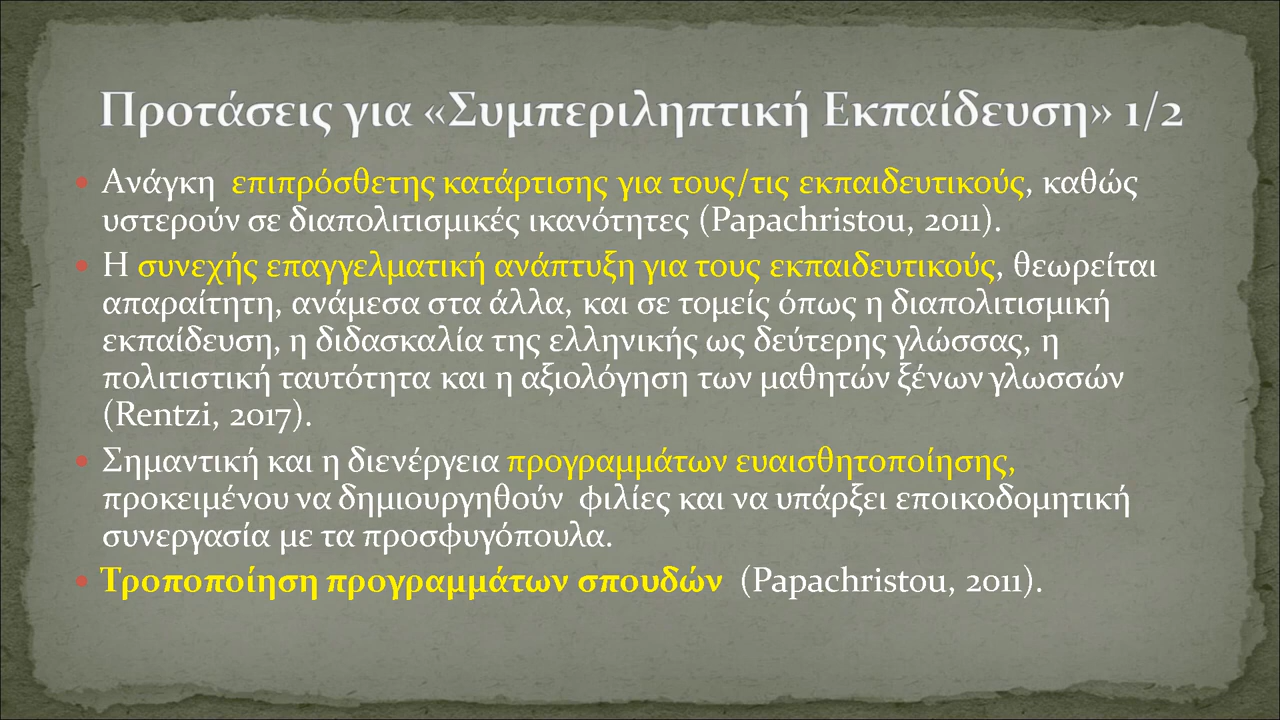 Προτάσεις για «Συμπεριληπτική Εκπαίδευση» 1/2
• Ανάγκη επιπρόσθετης κατάρτισης για τους/τις εκπαιδευτικούς, καθώς
υστερούν σε διαπολιτισμικές ικανότητες (Papachristou, 2011).
• Η συνεχής επαγγελματική ανάπτυξη για τους εκπαιδευτικούς, θεωρείται
απαραίτητη, ανάμεσα στα άλλα, και σε τομείς όπως η διαπολιτισμική
εκπαίδευση, η διδασκαλία της ελληνικής ως δεύτερης γλώσσας, η
πολιτιστική ταυτότητα και η αξιολόγηση των μαθητών ξένων γλωσσών
(Rentzi, 2017).
• Σημαντική και η διενέργεια προγραμμάτων ευαισθητοποίησης,
προκειμένου να δημιουργηθούν φιλίες και να υπάρξει εποικοδομητική
συνεργασία με τα προσφυγόπουλα.
• Τροποποίηση προγραμμάτων σπουδών (Papachristou, 2011).